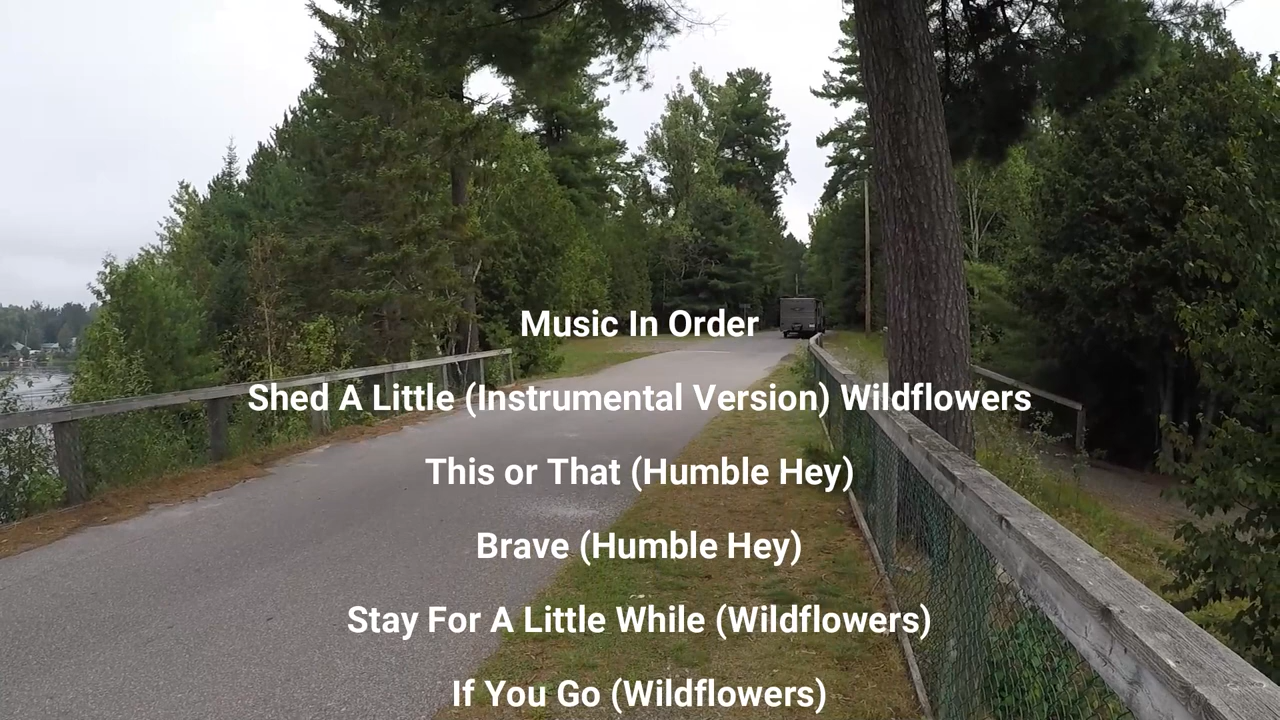 Music In Order
Shed A Little (Instrumental Version) Wildflowers
This or That (Humble Hey)
Brave (Humble Hey)
Stay For A Little While (Wildflowers)
If You Go (Wildflowers)